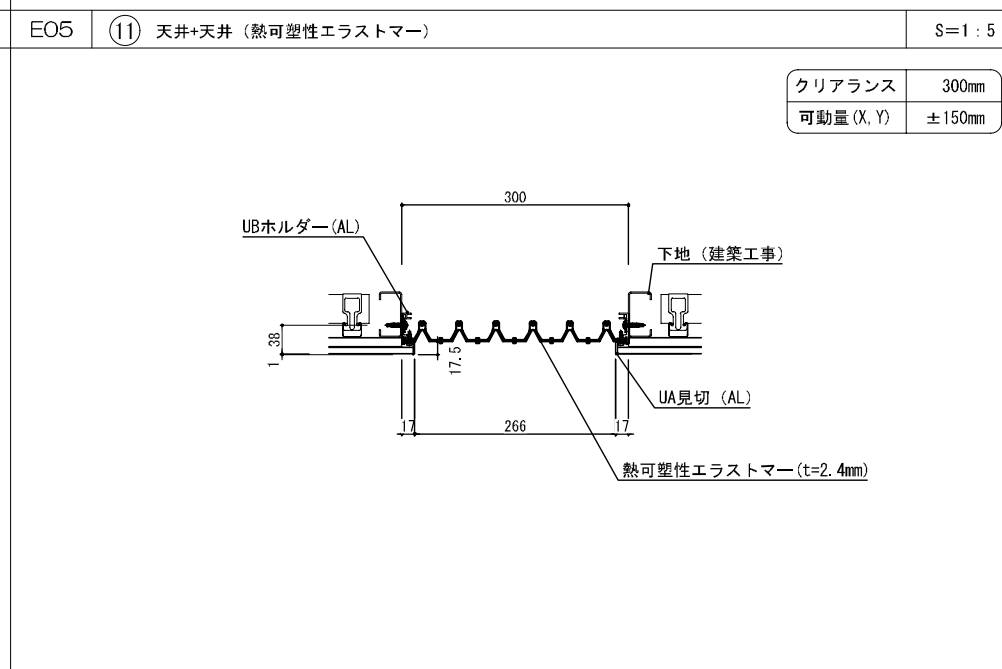 E05
⑪ 天井+天井（熱可塑性エラストマー）
S=1：5
クリアランス 300mm
可動量(X,Y) ±150mm
300
UBホルダー(AL)
下地（建築工事）
38
1
17.5
UA見切（AL）
17 266 17
熱可塑性エラストマー(t=2.4mm)